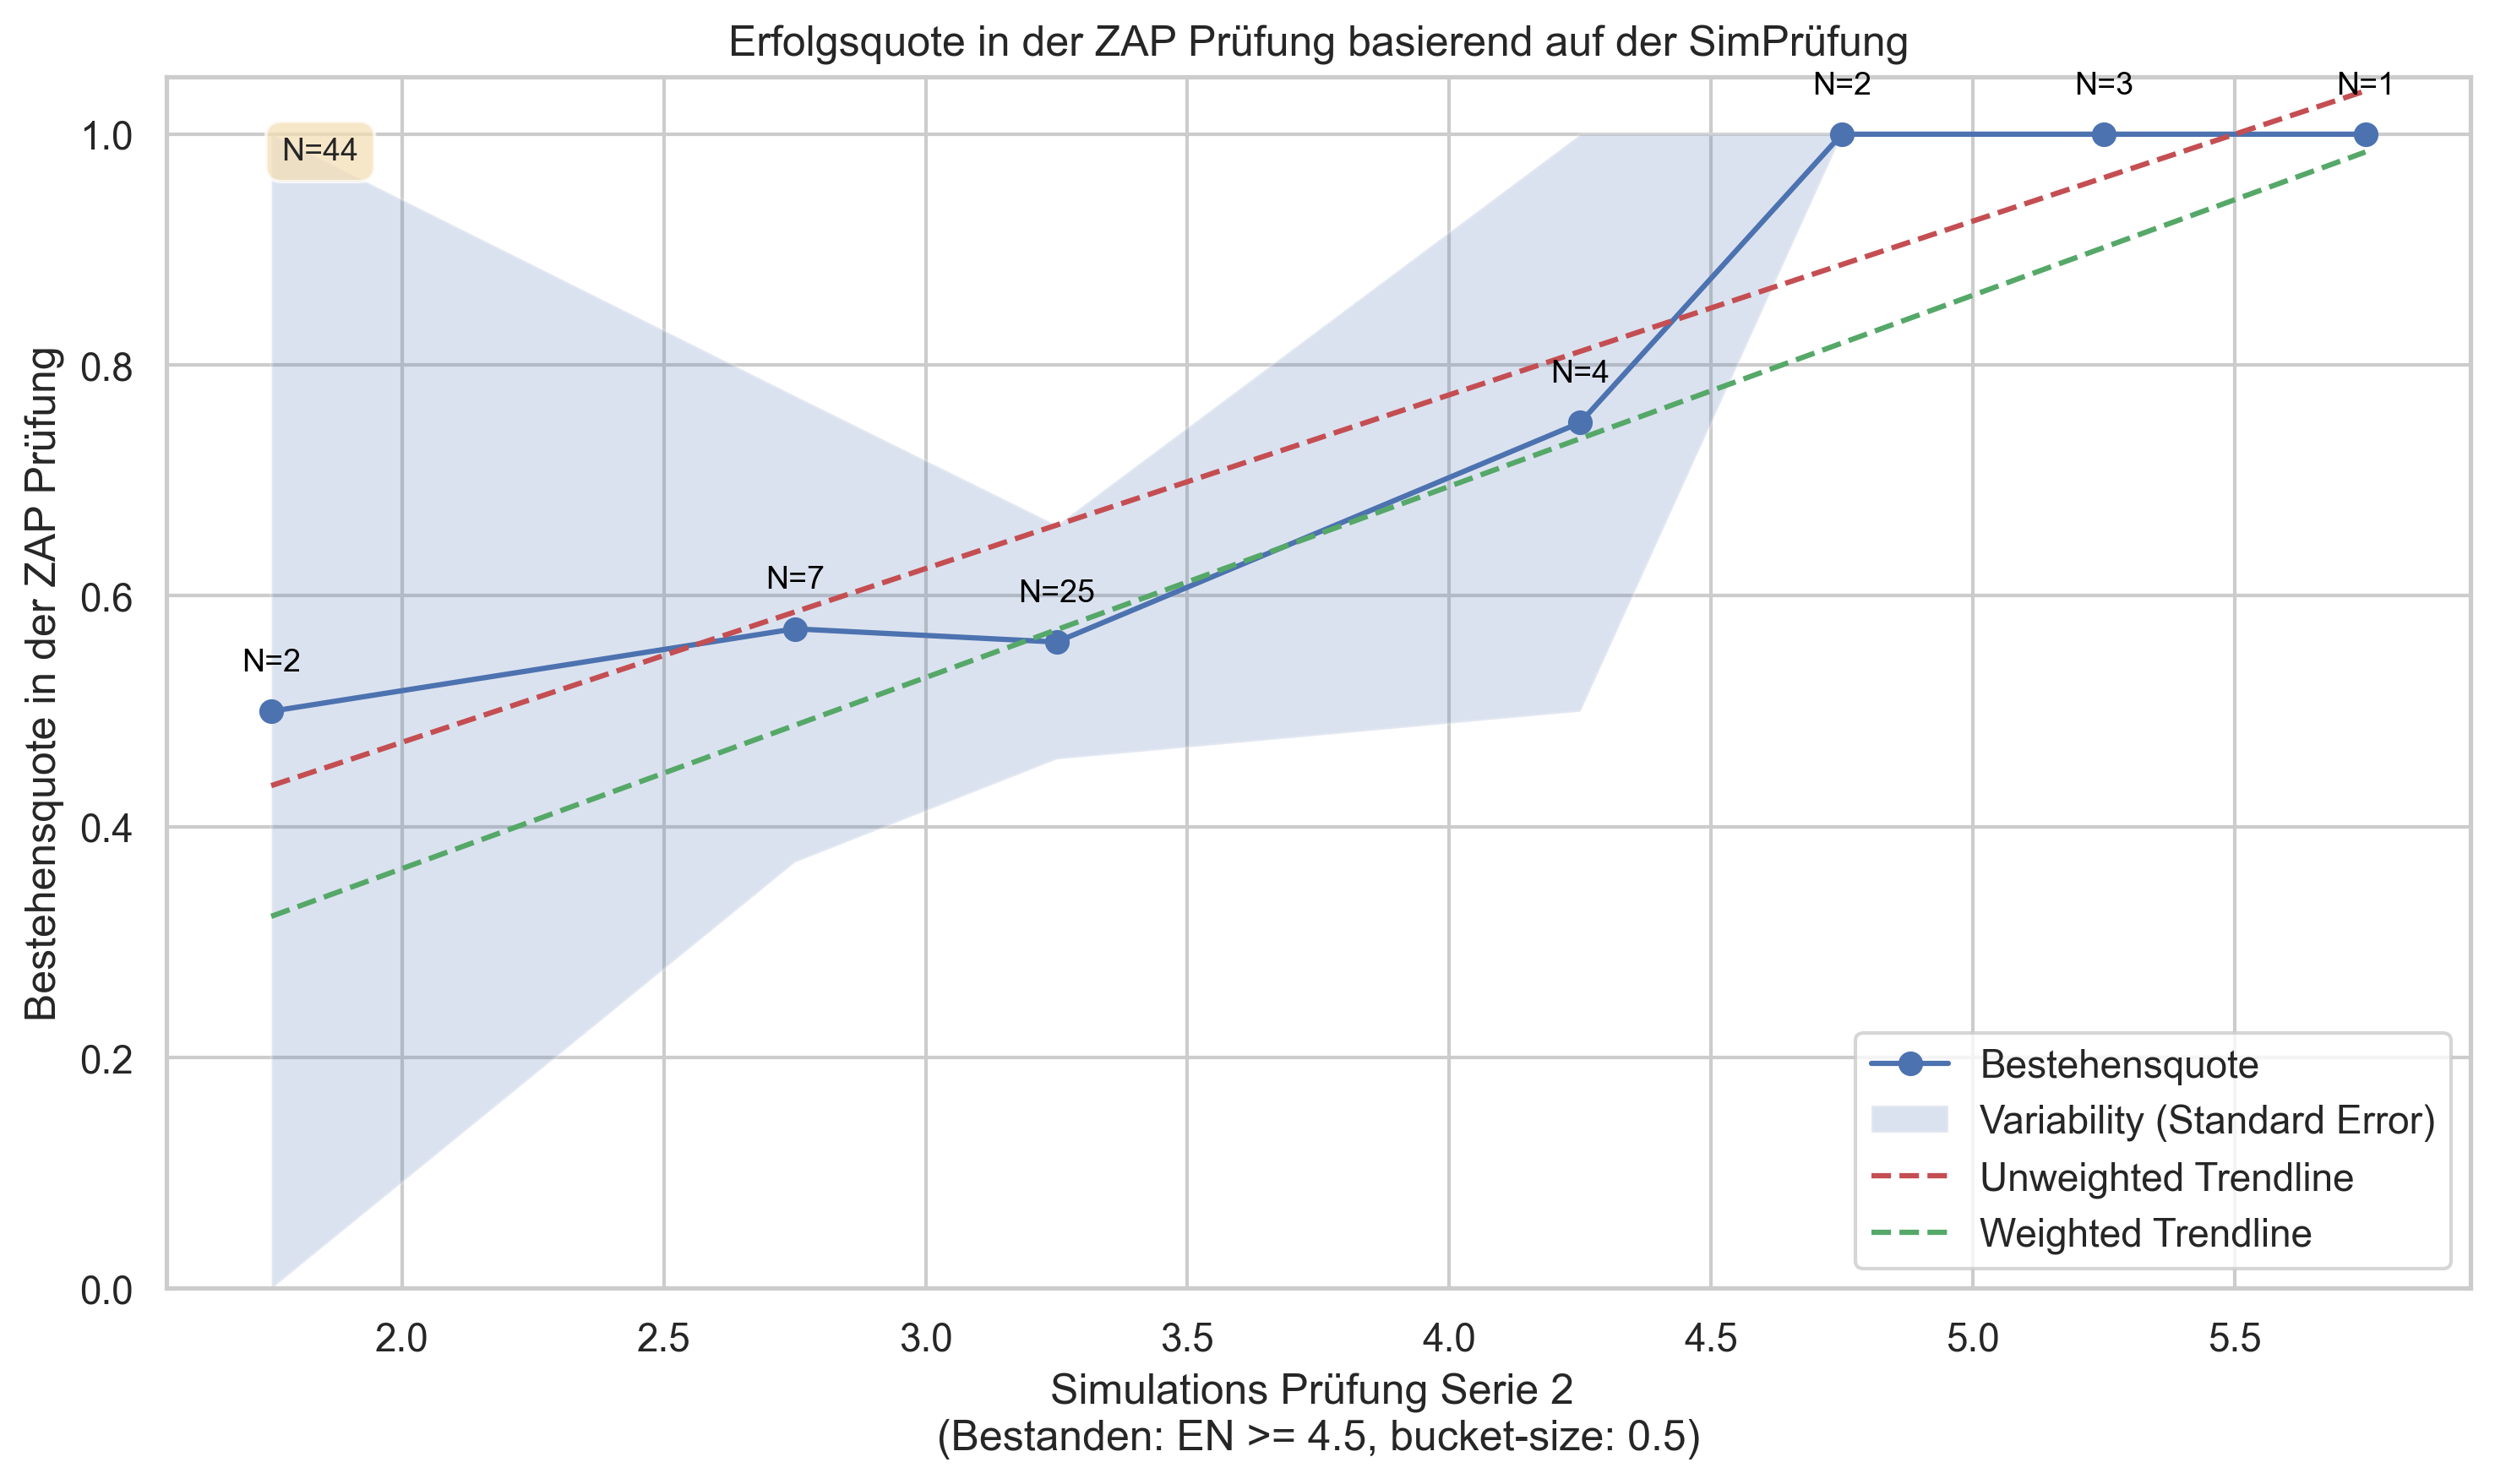 Erfolgsquote in der ZAP Prüfung basierend auf der SimPrüfung
N=2
N=3
N=1
N=44
N=4
N=7
N=25
N=2
1.0
0.8
0.6
0.4
0.2
0.0
Bestehensquote in der ZAP Prüfung
Bestehensquote
Variability (Standard Error)
Unweighted Trendline
Weighted Trendline
2.0 2.5 3.0 3.5 4.0 4.5 5.0 5.5
Simulations Prüfung Serie 2
(Bestanden: EN >= 4.5, bucket-size: 0.5)